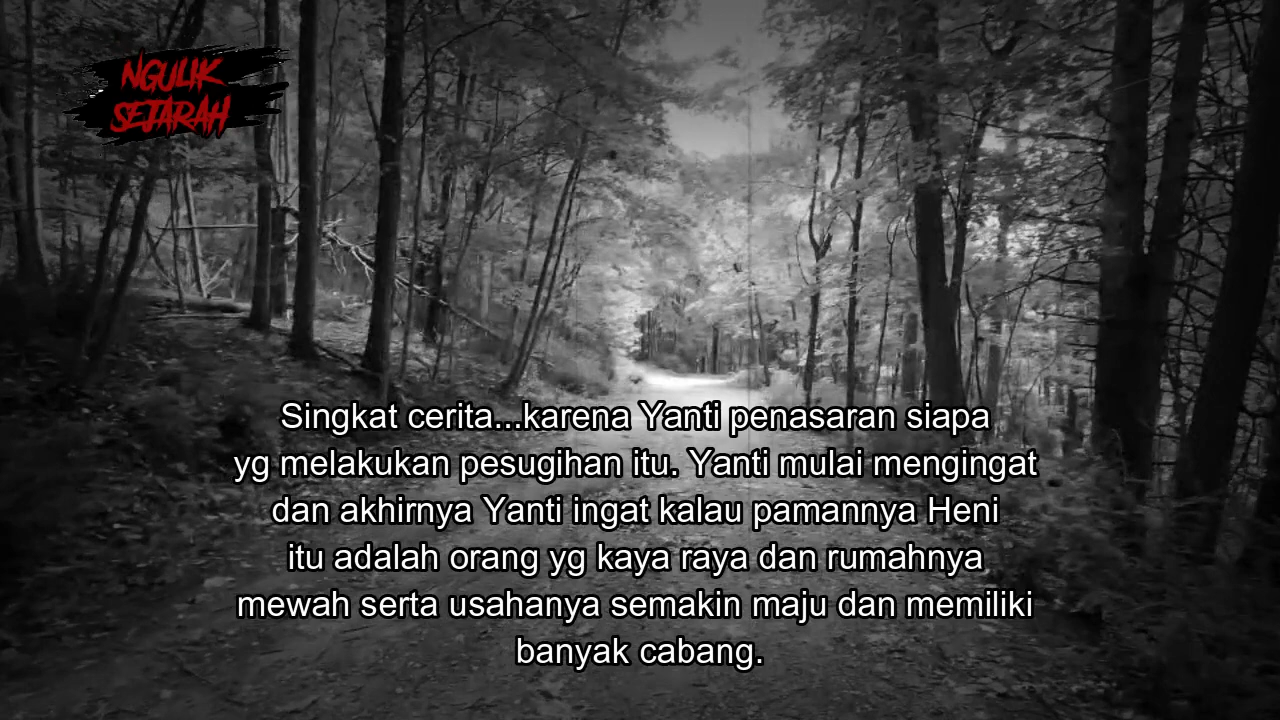 NGULIK
SEJARAH
Singkat cerita...karena Yanti penasaran siapa
yg melakukan pesugihan itu. Yanti mulai mengingat
dan akhirnya Yanti ingat kalau pamannya Heni
itu adalah orang yg kaya raya dan rumahnya
mewah serta usahanya semakin maju dan memiliki
banyak cabang.